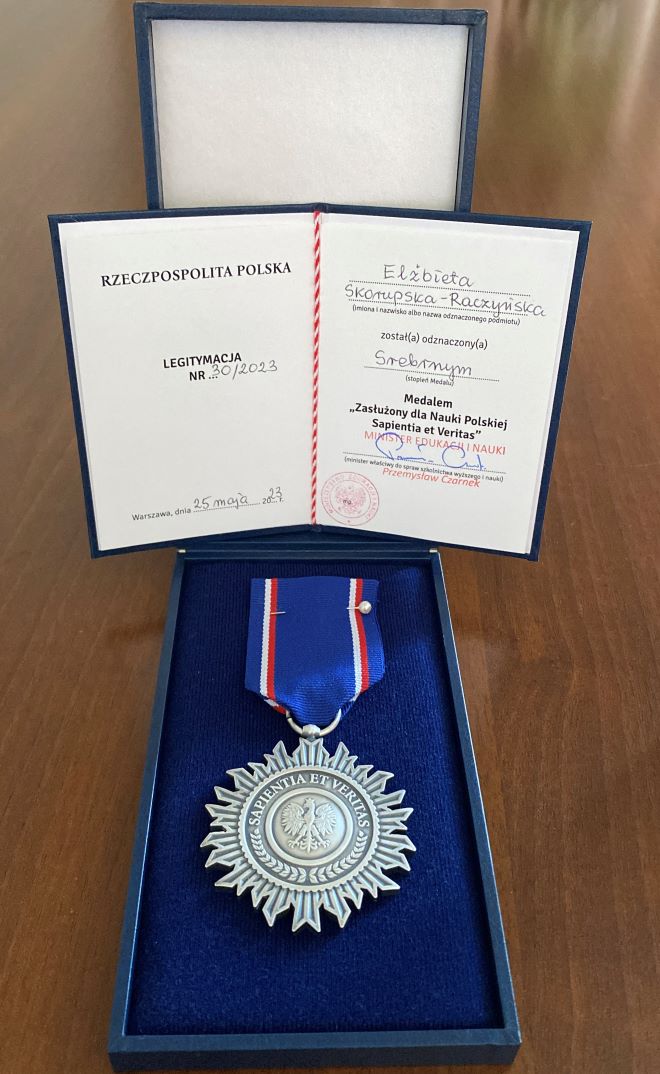 RZECZPOSPOLITA POLSKA
LEGITYMACJA
NR ...30/2023
Warszawa, dnia 25 maja 2023 r.
Elżbieta
Skorupska-Raczyńska
(imiona i nazwisko albo nazwa odznaczonego podmiotu)
został(a) odznaczony(a)
Srebrnym
(stopień Medalu)
Medalem
„Zasłużony dla Nauki Polskiej
Sapientia et Veritas”
MINISTER EDUKACJI I NAUKI
(minister właściwy do spraw szkolnictwa wyższego i nauki)
Przemysław Czarnek
SAPIENTIA ET VERITAS